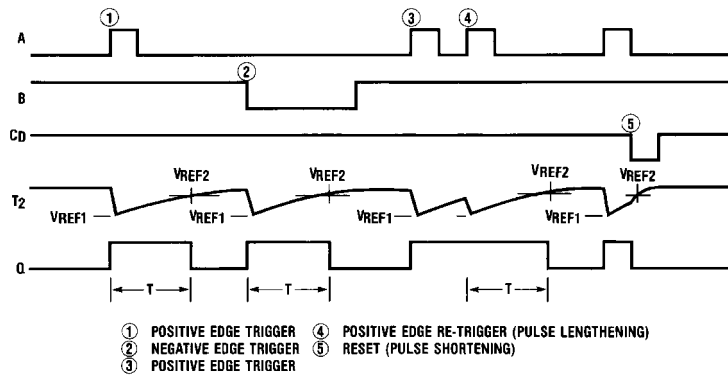 ① ③ ④
A
②
B
⑤
CD
VREF2 VREF2 VREF2 VREF2
T2
VREF1 VREF1 VREF1 VREF1
Q
T T T
① POSITIVE EDGE TRIGGER ④ POSITIVE EDGE RE-TRIGGER (PULSE LENGTHENING)
② NEGATIVE EDGE TRIGGER ⑤ RESET (PULSE SHORTENING)
③ POSITIVE EDGE TRIGGER